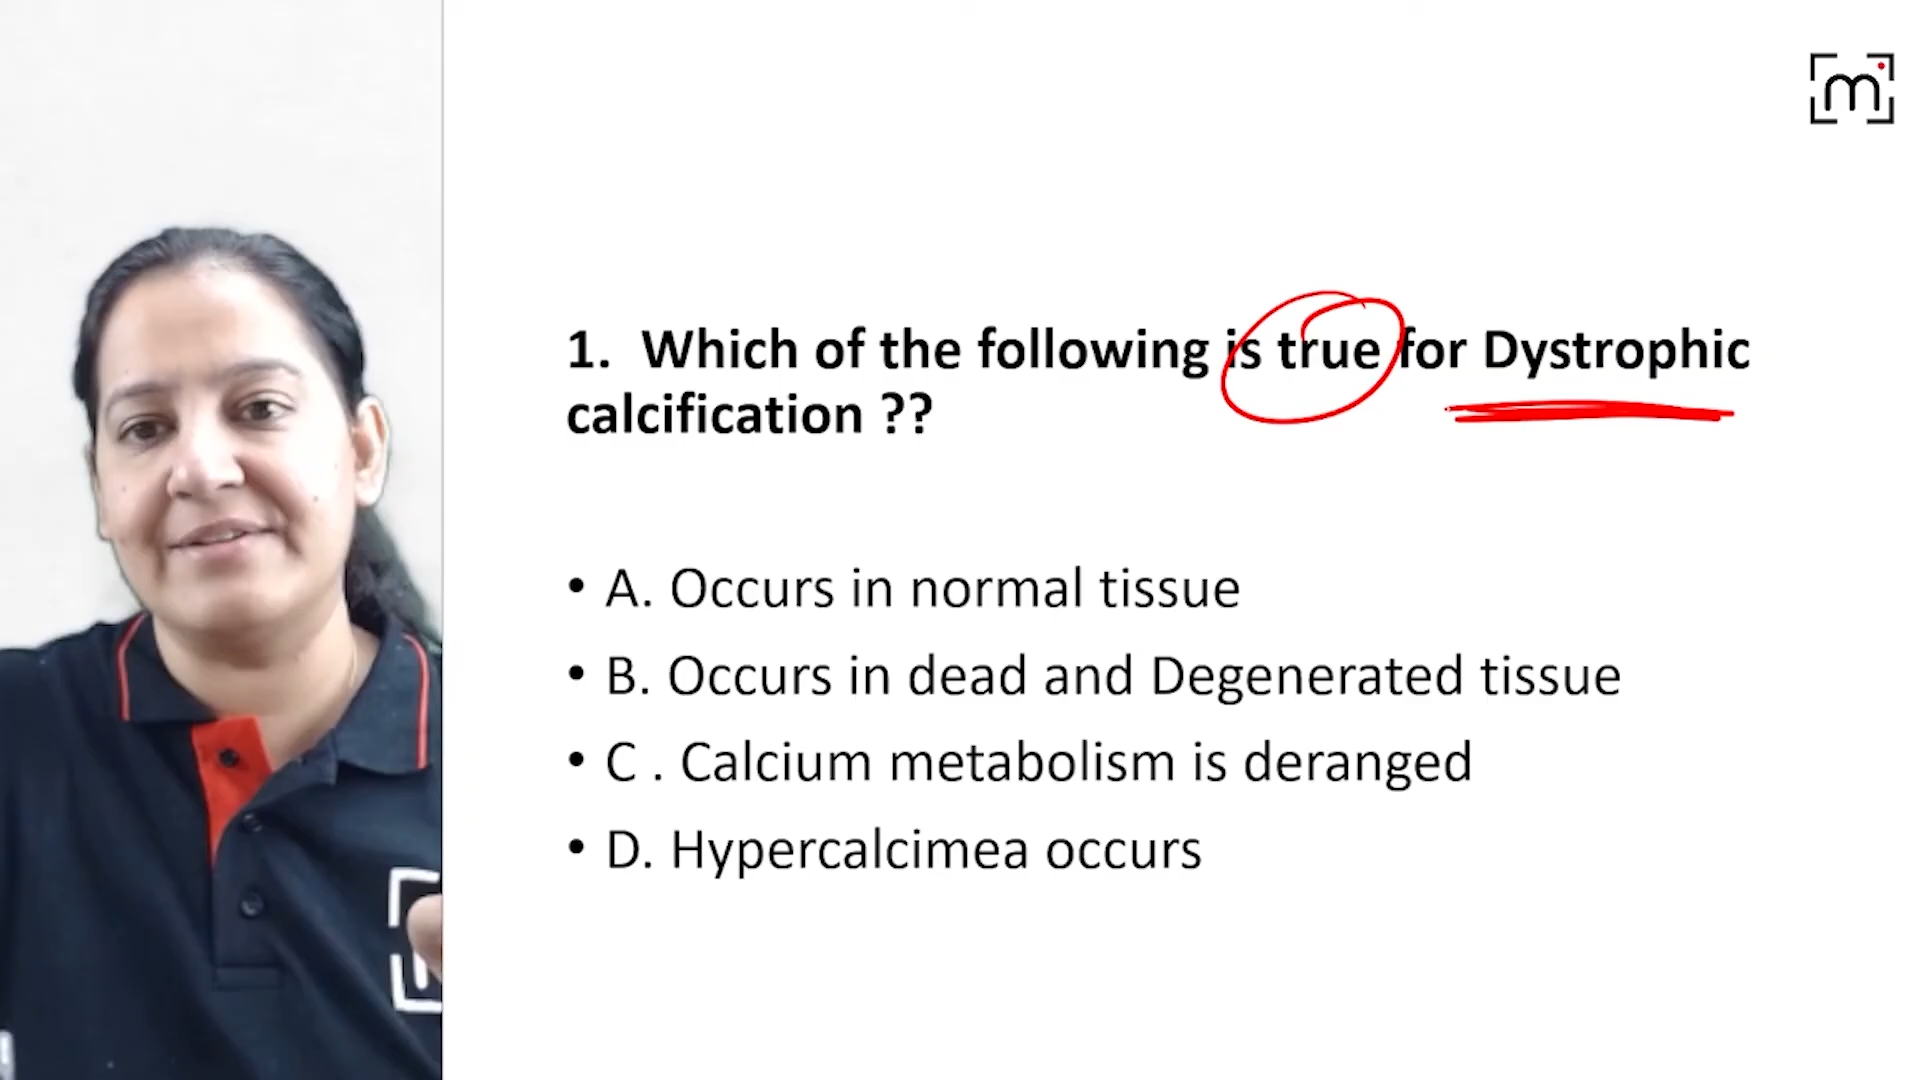 m
1. Which of the following is true for Dystrophic
calcification ??
• A. Occurs in normal tissue
• B. Occurs in dead and Degenerated tissue
• C . Calcium metabolism is deranged
• D. Hypercalcimea occurs